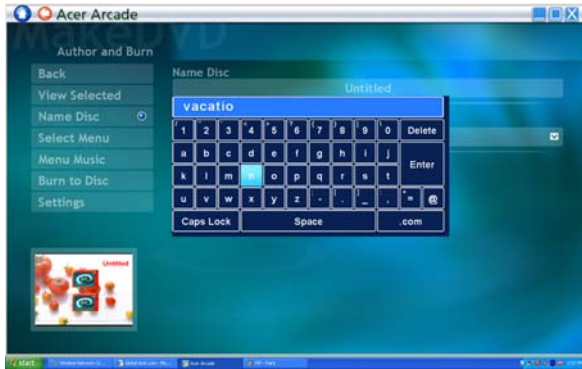 Acer Arcade
MakeDVD
Author and Burn
Back
View Selected
Name Disc
Select Menu
Menu Music
Burn to Disc
Settings
Name Disc
Untitled
vacatio
1 2 3 4 5 6 7 8 9 0 Delete
a b c d e f g h i j
Enter
k l m n o p q r s t
u v w x y z - . _ , = @
Caps Lock Space .com
Untitled
start